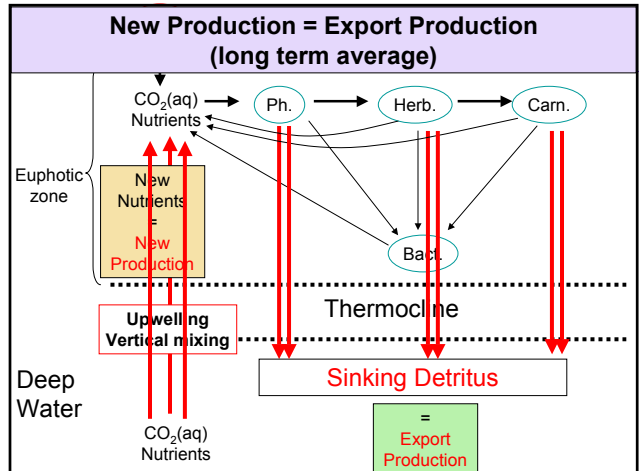 New Production = Export Production
(long term average)
CO2(aq)
Nutrients
Ph.
Herb.
Carn.
Euphotic
zone
New
Nutrients
=
New
Production
Bact.
Thermocline
Upwelling
Vertical mixing
Sinking Detritus
Deep
Water
CO2(aq)
Nutrients
=
Export
Production